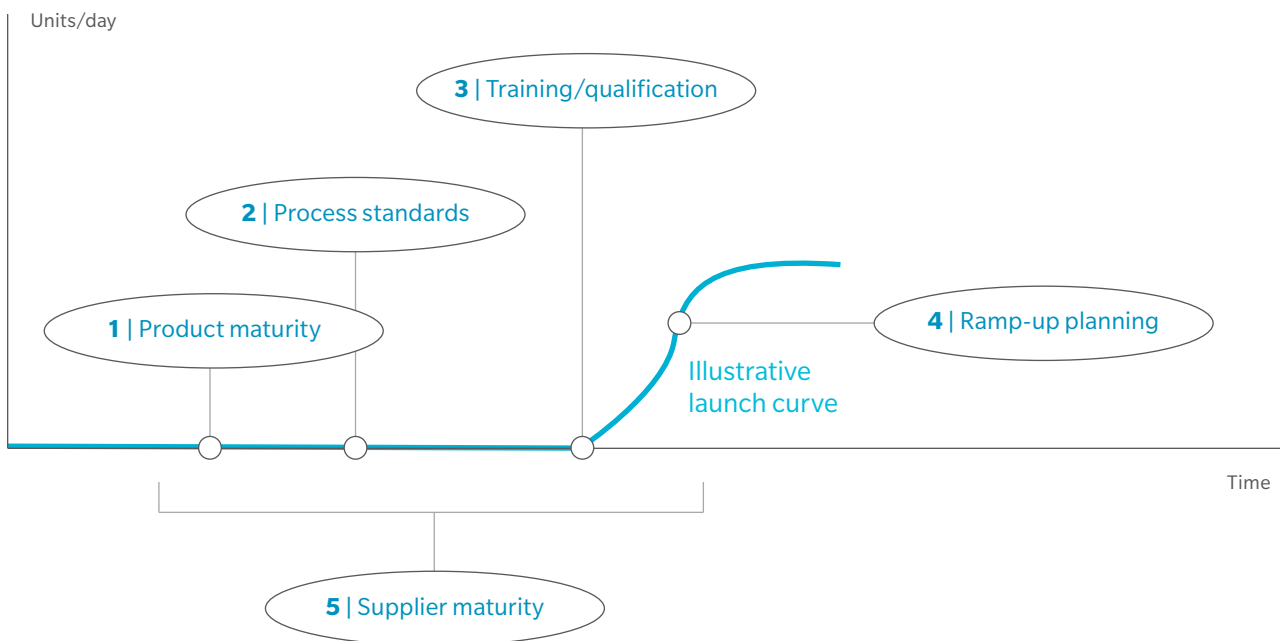 Units/day
3 | Training/qualification
2 | Process standards
1 | Product maturity
4 | Ramp-up planning
Illustrative
launch curve
Time
5 | Supplier maturity